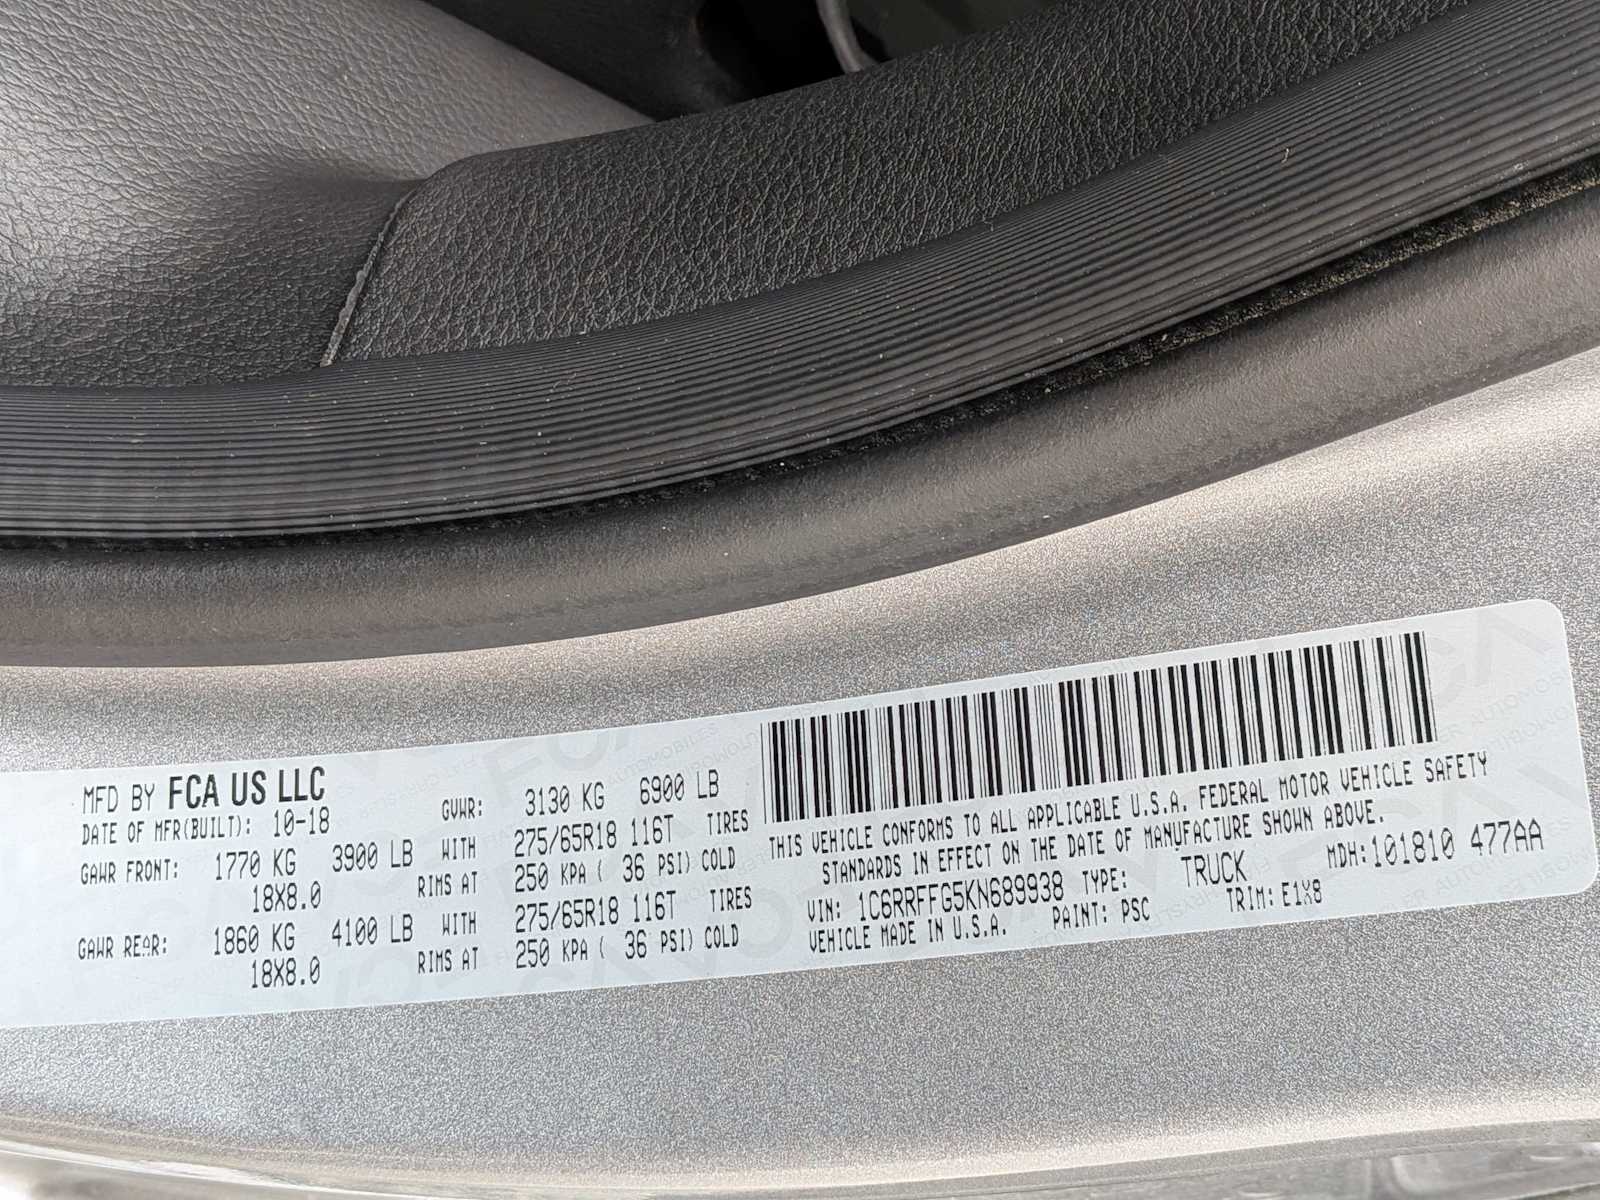 MFD BY FCA US LLC
DATE OF MFR(BUILT): 10-18
GVWR: 3130 KG 6900 LB
GAWR FRONT: 1770 KG 3900 LB WITH 275/65R18 116T TIRES
18X8.0 RIMS AT 250 KPA ( 36 PSI) COLD
GAWR REAR: 1860 KG 4100 LB WITH 275/65R18 116T TIRES
18X8.0 RIMS AT 250 KPA ( 36 PSI) COLD
THIS VEHICLE CONFORMS TO ALL APPLICABLE U.S.A. FEDERAL MOTOR VEHICLE SAFETY
STANDARDS IN EFFECT ON THE DATE OF MANUFACTURE SHOWN ABOVE.
MDH:101810 477AA
VIN: 1C6RRFFG5KN689938 TYPE: TRUCK
VEHICLE MADE IN U.S.A. PAINT: PSC TRIM: E1X8